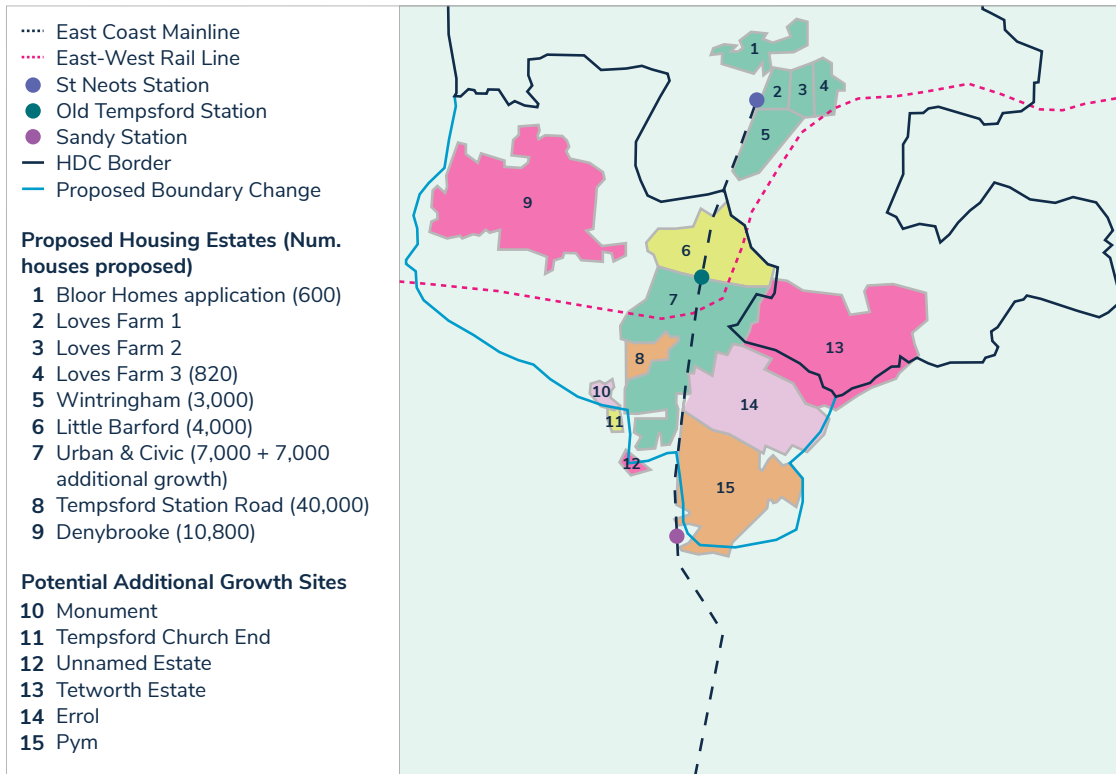 East Coast Mainline
East-West Rail Line
St Neots Station
Old Tempsford Station
Sandy Station
HDC Border
Proposed Boundary Change
Proposed Housing Estates (Num.
houses proposed)
1 Bloor Homes application (600)
2 Loves Farm 1
3 Loves Farm 2
4 Loves Farm 3 (820)
5 Wintringham (3,000)
6 Little Barford (4,000)
7 Urban & Civic (7,000 + 7,000
additional growth)
8 Tempsford Station Road (40,000)
9 Denybrooke (10,800)
Potential Additional Growth Sites
10 Monument
11 Tempsford Church End
12 Unnamed Estate
13 Tetworth Estate
14 Errol
15 Pym
1
2
3
4
5
9
6
7
8
13
10
14
11
12
15